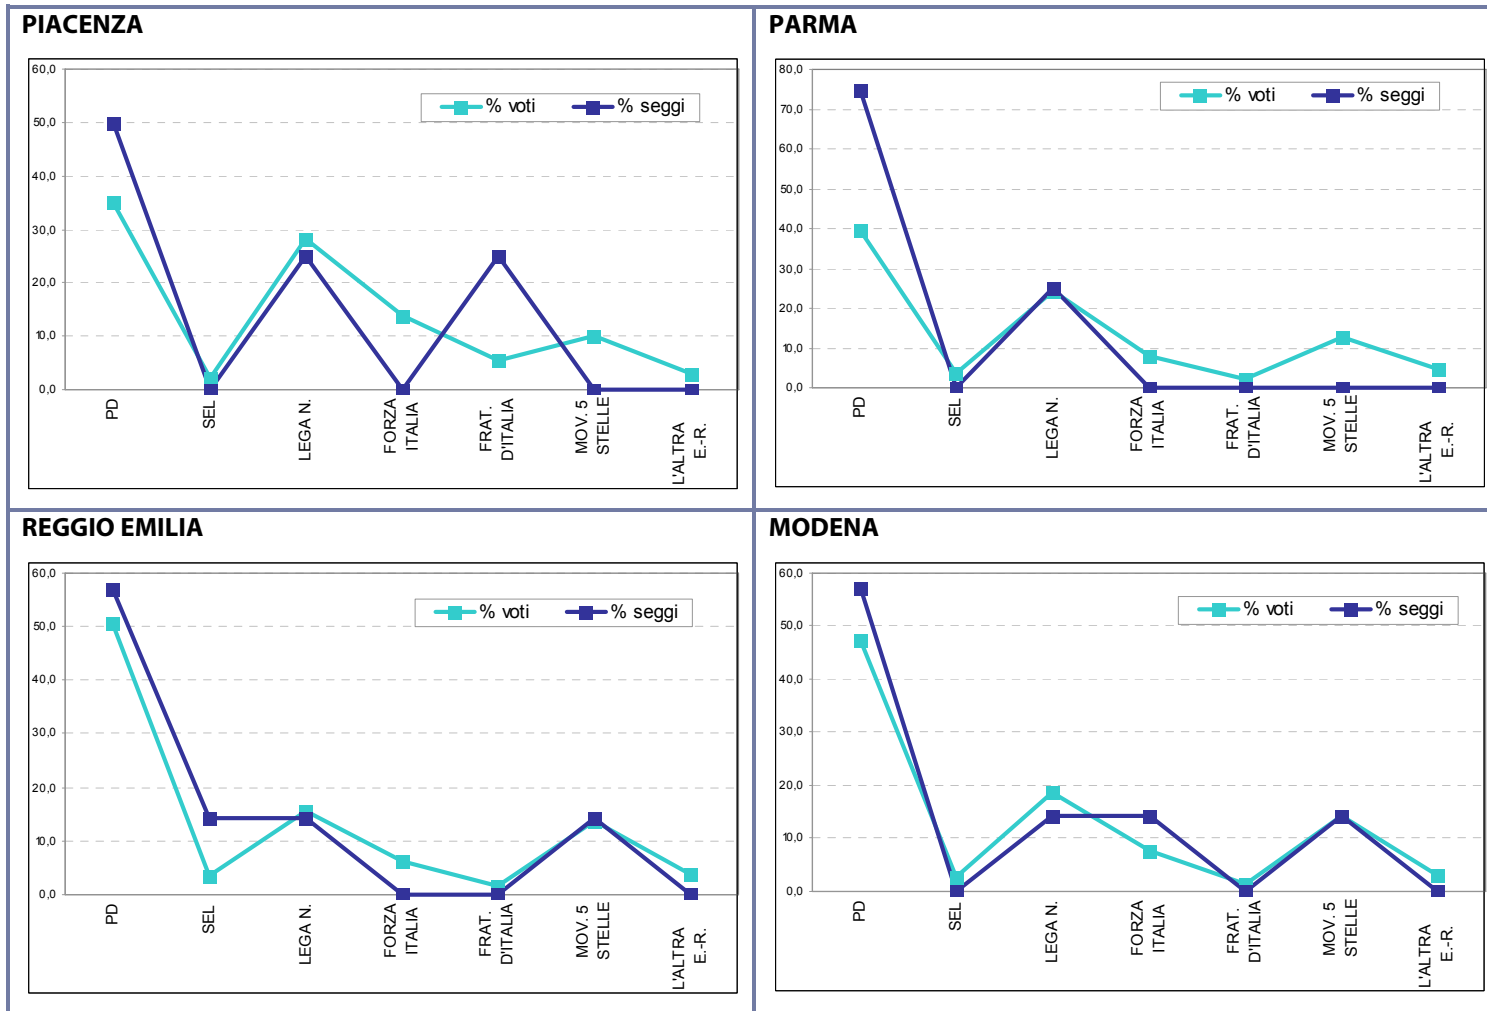 PIACENZA
60,0
50,0
40,0
30,0
20,0
10,0
0,0
% voti
% seggi
PD
SEL
LEGA N.
FORZA
ITALIA
FRAT.
D'ITALIA
MOV. 5
STELLE
L'ALTRA
E.-R.
PARMA
80,0
70,0
60,0
50,0
40,0
30,0
20,0
10,0
0,0
% voti
% seggi
PD
SEL
LEGA N.
FORZA
ITALIA
FRAT.
D'ITALIA
MOV. 5
STELLE
L'ALTRA
E.-R.
REGGIO EMILIA
60,0
50,0
40,0
30,0
20,0
10,0
0,0
% voti
% seggi
PD
SEL
LEGA N.
FORZA
ITALIA
FRAT.
D'ITALIA
MOV. 5
STELLE
L'ALTRA
E.-R.
MODENA
60,0
50,0
40,0
30,0
20,0
10,0
0,0
% voti
% seggi
PD
SEL
LEGA N.
FORZA
ITALIA
FRAT.
D'ITALIA
MOV. 5
STELLE
L'ALTRA
E.-R.